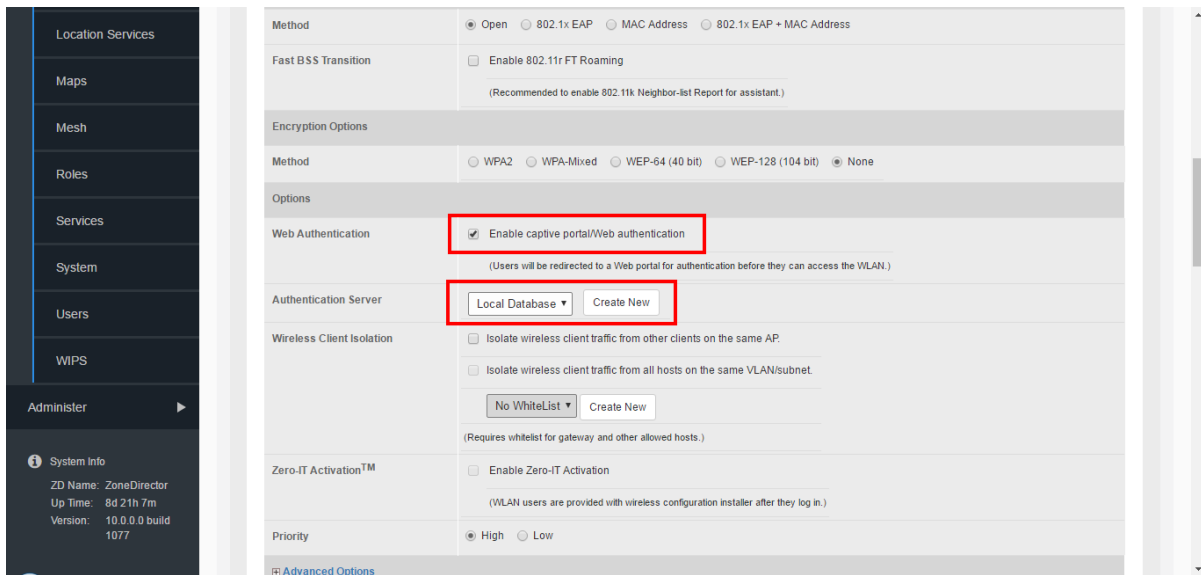 Location Services
Maps
Mesh
Roles
Services
System
Users
WIPS
Administer
System Info
ZD Name: ZoneDirector
Up Time: 8d 21h 7m
Version: 10.0.0.0 build
1077
Method Open 802.1x EAP MAC Address 802.1x EAP + MAC Address
Fast BSS Transition Enable 802.11r FT Roaming
(Recommended to enable 802.11k Neighbor-list Report for assistant.)
Encryption Options
Method WPA2 WPA-Mixed WEP-64 (40 bit) WEP-128 (104 bit) None
Options
Web Authentication Enable captive portal/Web authentication
(Users will be redirected to a Web portal for authentication before they can access the WLAN.)
Authentication Server Local Database Create New
Wireless Client Isolation Isolate wireless client traffic from other clients on the same AP.
Isolate wireless client traffic from all hosts on the same VLAN/subnet.
No WhiteList Create New
(Requires whitelist for gateway and other allowed hosts.)
Zero-IT Activation™ Enable Zero-IT Activation
(WLAN users are provided with wireless configuration installer after they log in.)
Priority High Low
Advanced Options